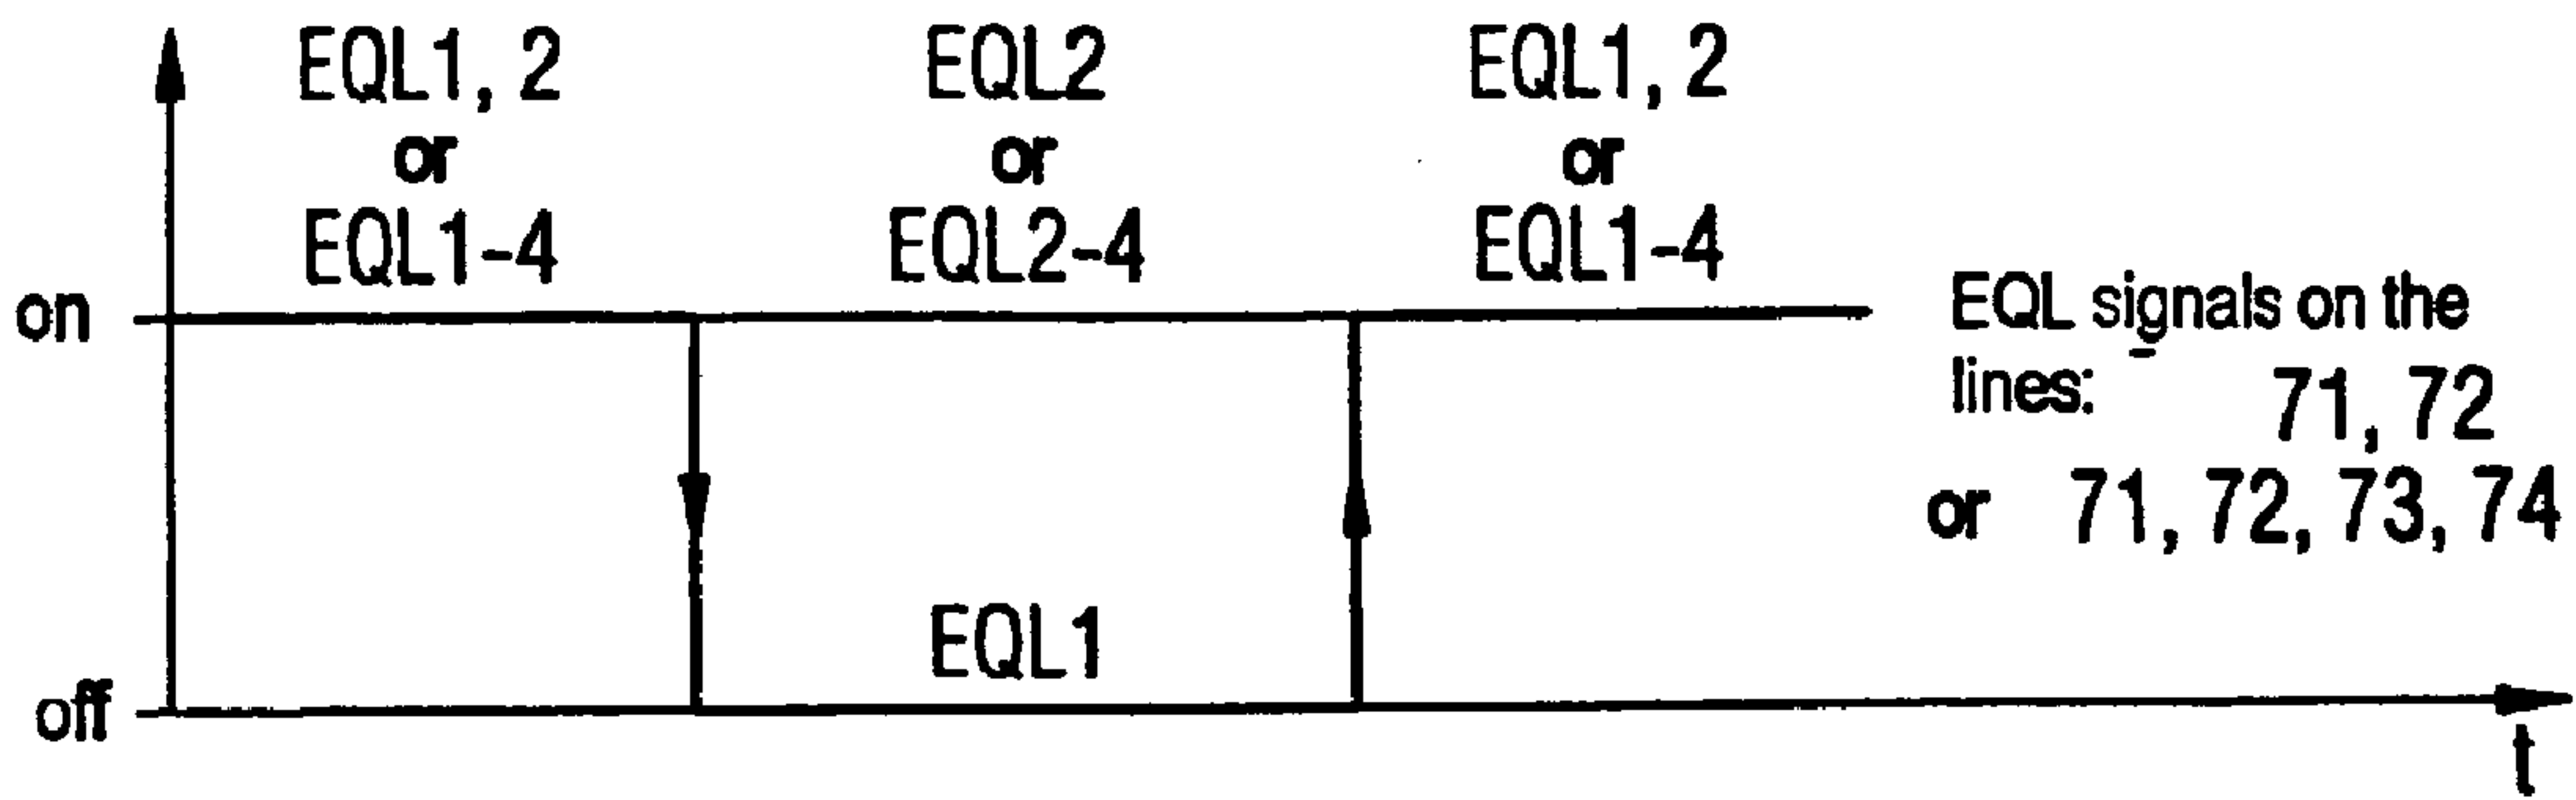 EQL1, 2
or
EQL1-4
EQL2
or
EQL2-4
EQL1, 2
or
EQL1-4
on
EQL signals on the
lines: 71, 72
or 71, 72, 73, 74
EQL1
off
t